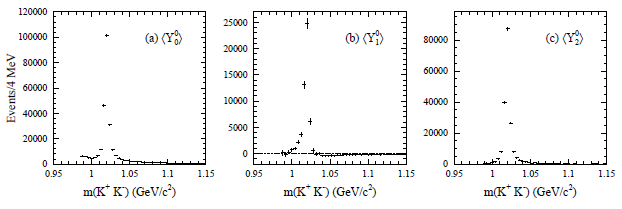 Events/4 MeV
120000
100000
80000
60000
40000
20000
0
(a) ⟨Y⁰₀⟩
0.95 1 1.05 1.1 1.15
m(K⁺ K⁻) (GeV/c²)
25000
20000
15000
10000
5000
0
(b) ⟨Y⁰₁⟩
0.95 1 1.05 1.1 1.15
m(K⁺ K⁻) (GeV/c²)
80000
60000
40000
20000
0
(c) ⟨Y⁰₂⟩
0.95 1 1.05 1.1 1.15
m(K⁺ K⁻) (GeV/c²)